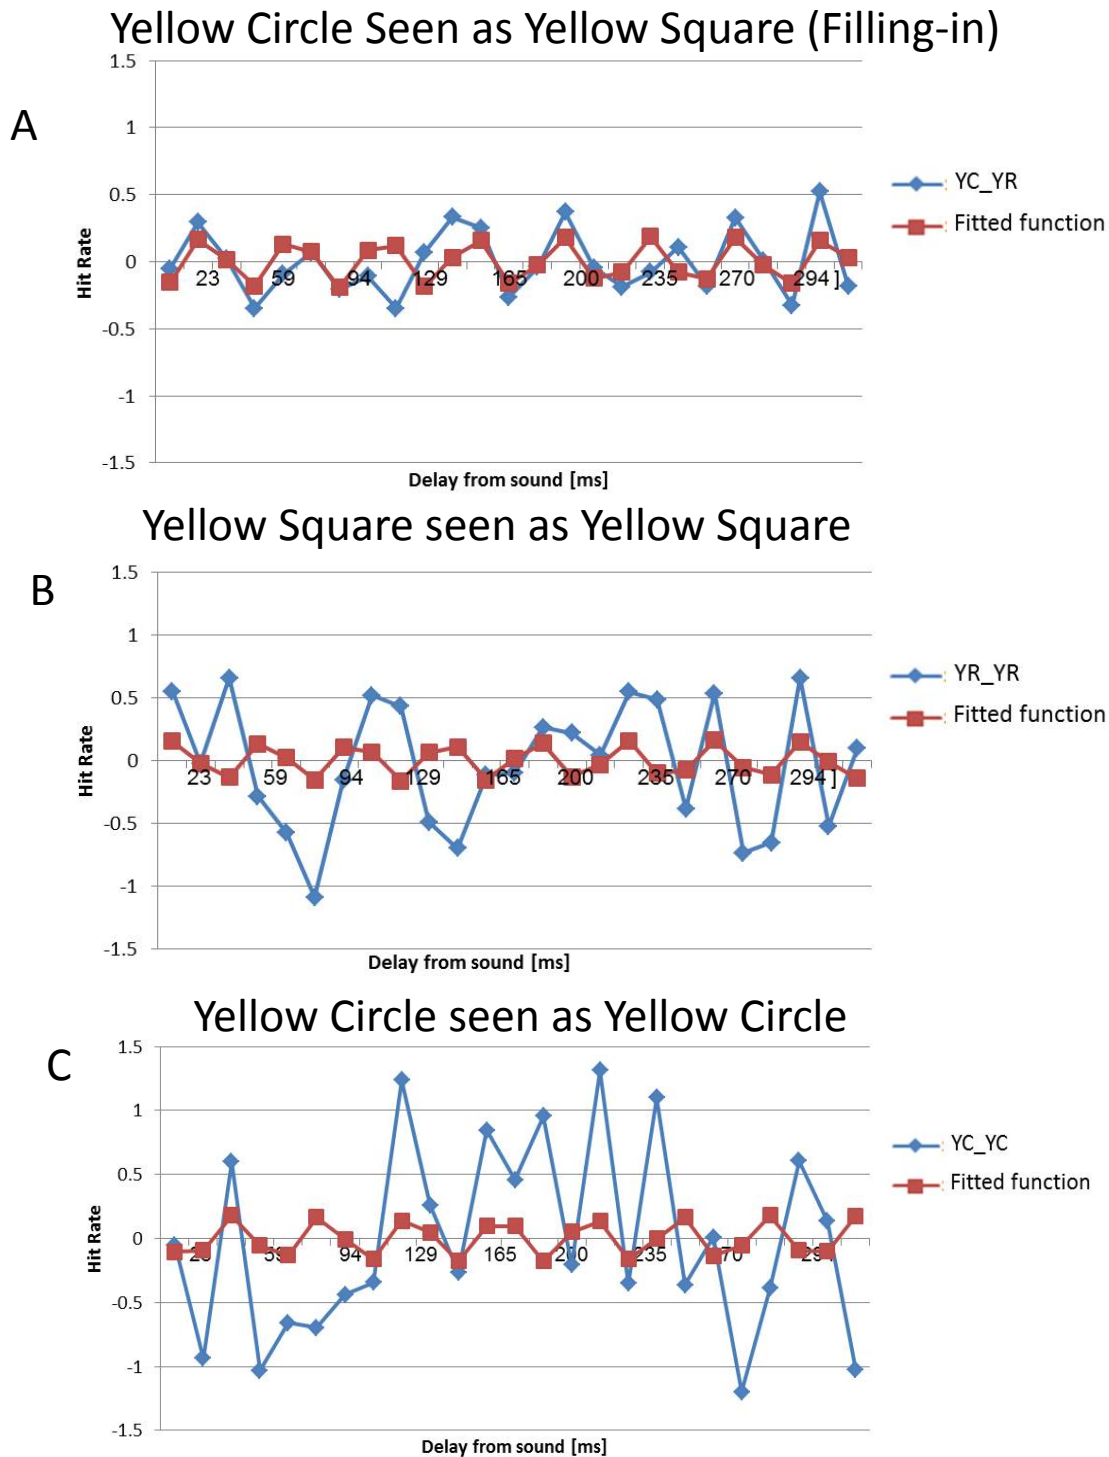 Yellow Circle Seen as Yellow Square (Filling-in)
A
1.5
1
0.5
0
-0.5
-1
-1.5
Hit Rate
23 59 94 129 165 200 235 270 294 ]
Delay from sound [ms]
YC_YR
Fitted function
Yellow Square seen as Yellow Square
B
1.5
1
0.5
0
-0.5
-1
-1.5
Hit Rate
23 59 94 129 165 200 235 270 294 ]
Delay from sound [ms]
YR_YR
Fitted function
Yellow Circle seen as Yellow Circle
C
1.5
1
0.5
0
-0.5
-1
-1.5
Hit Rate
23 59 94 129 165 200 235 270 294
Delay from sound [ms]
YC_YC
Fitted function